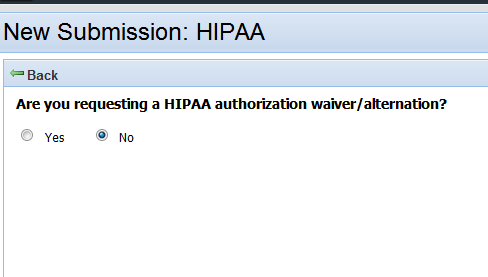 New Submission: HIPAA
Back
Are you requesting a HIPAA authorization waiver/alternation?
Yes No